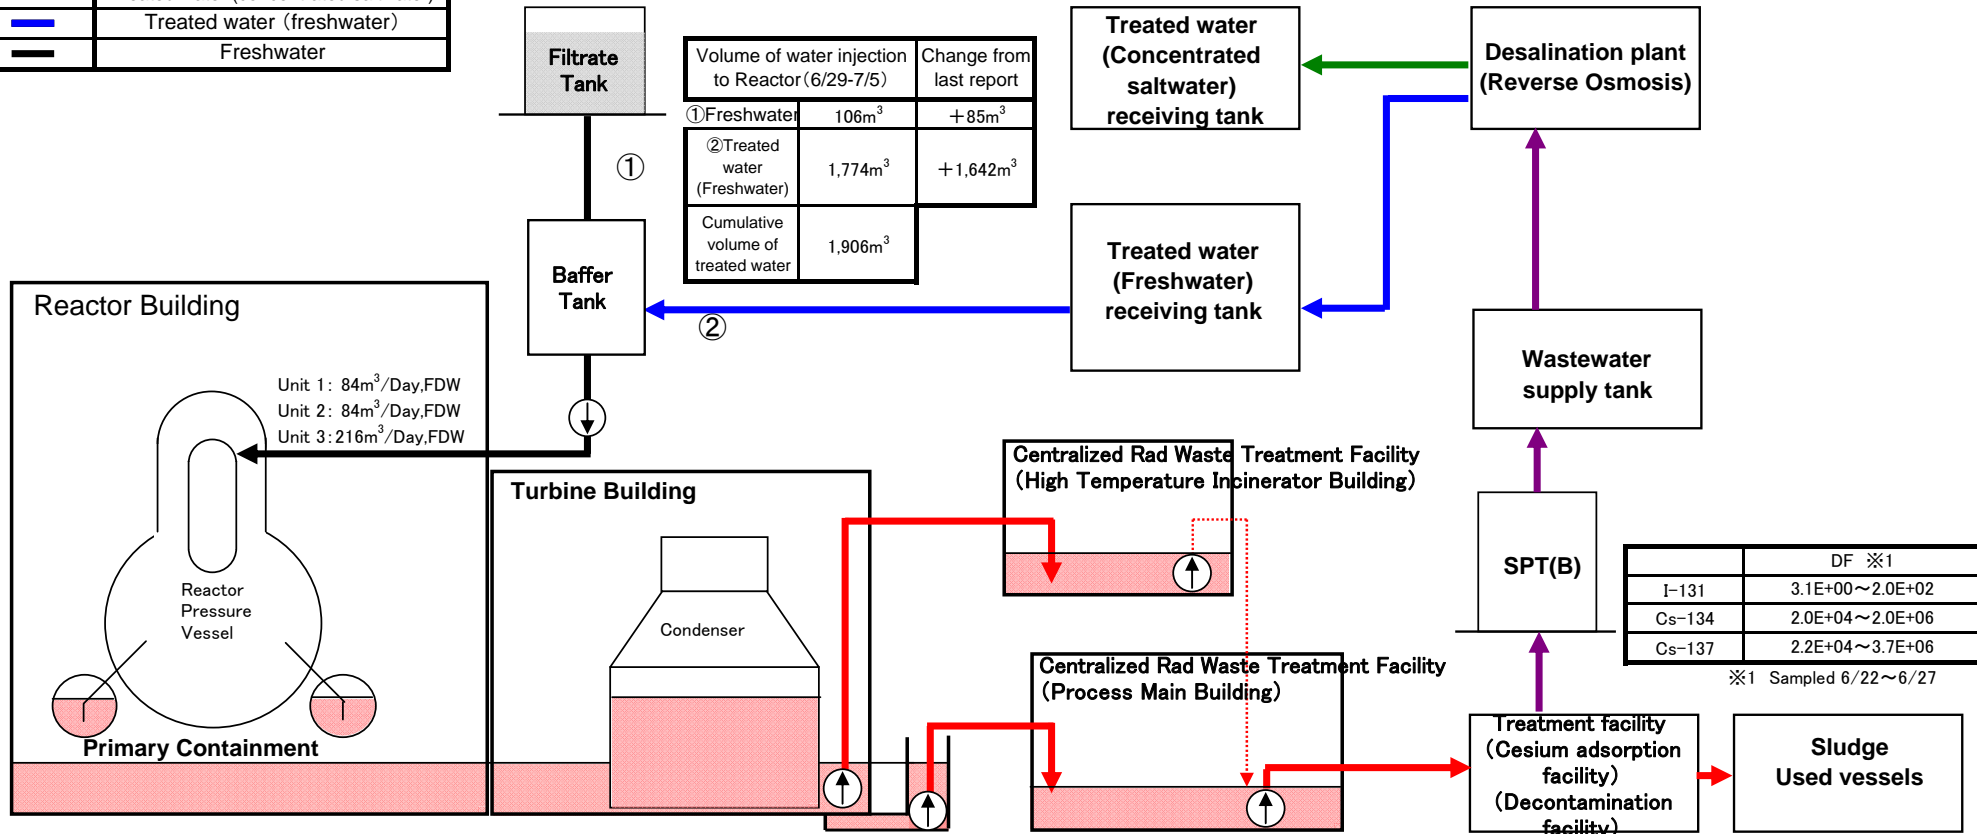 Treated water (freshwater)
Freshwater
Filtrate
Tank
Volume of water injection
to Reactor(6/29-7/5)
Change from
last report
①Freshwater
106m³
+85m³
②Treated
water
(Freshwater)
1,774m³
+1,642m³
Cumulative
volume of
treated water
1,906m³
①
Treated water
(Concentrated
saltwater)
receiving tank
Desalination plant
(Reverse Osmosis)
Baffer
Tank
②
Treated water
(Freshwater)
receiving tank
Wastewater
supply tank
Reactor Building
Unit 1: 84m³/Day,FDW
Unit 2: 84m³/Day,FDW
Unit 3:216m³/Day,FDW
Reactor
Pressure
Vessel
Primary Containment
Turbine Building
Condenser
Centralized Rad Waste Treatment Facility
(High Temperature Incinerator Building)
Centralized Rad Waste Treatment Facility
(Process Main Building)
SPT(B)
DF ※1
I-131
3.1E+00～2.0E+02
Cs-134
2.0E+04～2.0E+06
Cs-137
2.2E+04～3.7E+06
※1 Sampled 6/22～6/27
Treatment facility
(Cesium adsorption
facility)
(Decontamination
facility)
Sludge
Used vessels